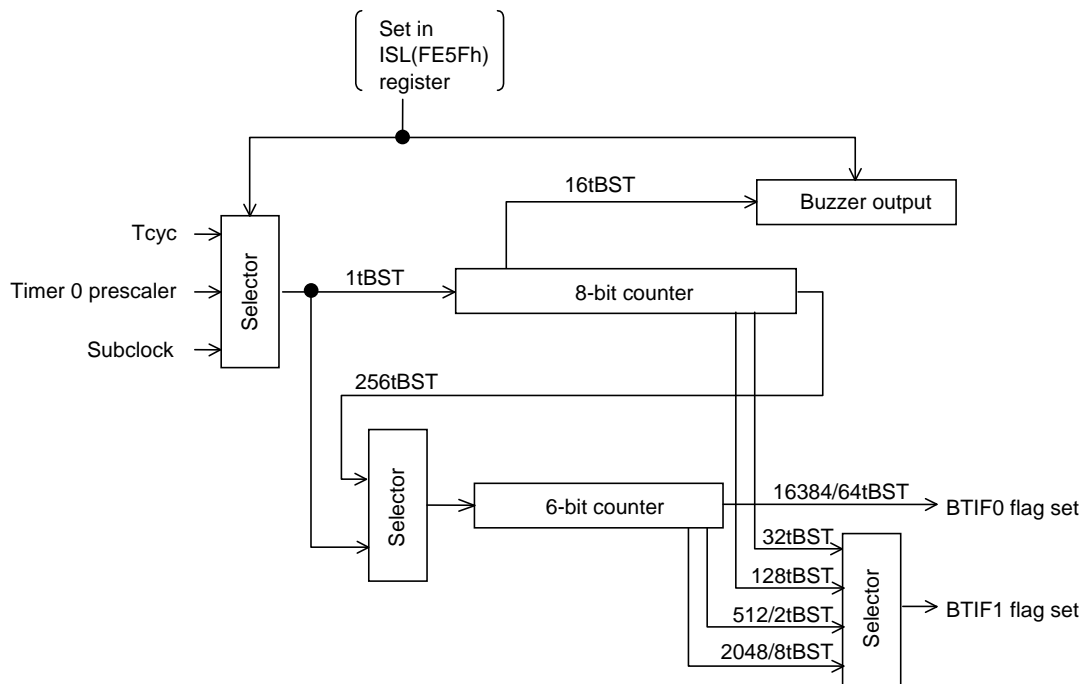 Set in
ISL(FE5Fh)
register
16tBST
Buzzer output
Tcyc
Timer 0 prescaler
Subclock
Selector
1tBST
8-bit counter
256tBST
Selector
6-bit counter
16384/64tBST
BTIF0 flag set
32tBST
128tBST
512/2tBST
2048/8tBST
Selector
BTIF1 flag set